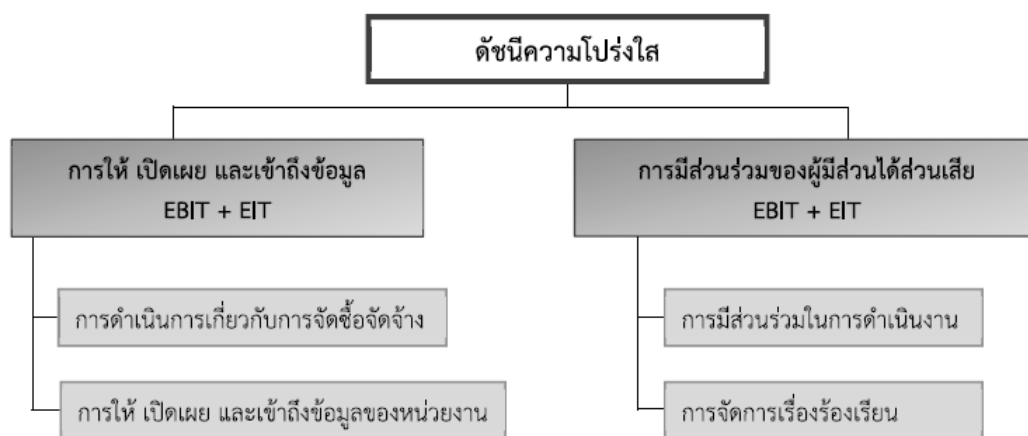 ดัชนีความโปร่งใส
การให้ เปิดเผย และเข้าถึงข้อมูล
EBIT + EIT
การดำเนินการเกี่ยวกับการจัดซื้อจัดจ้าง
การให้ เปิดเผย และเข้าถึงข้อมูลของหน่วยงาน
การมีส่วนร่วมของผู้มีส่วนได้ส่วนเสีย
EBIT + EIT
การมีส่วนร่วมในการดำเนินงาน
การจัดการเรื่องร้องเรียน